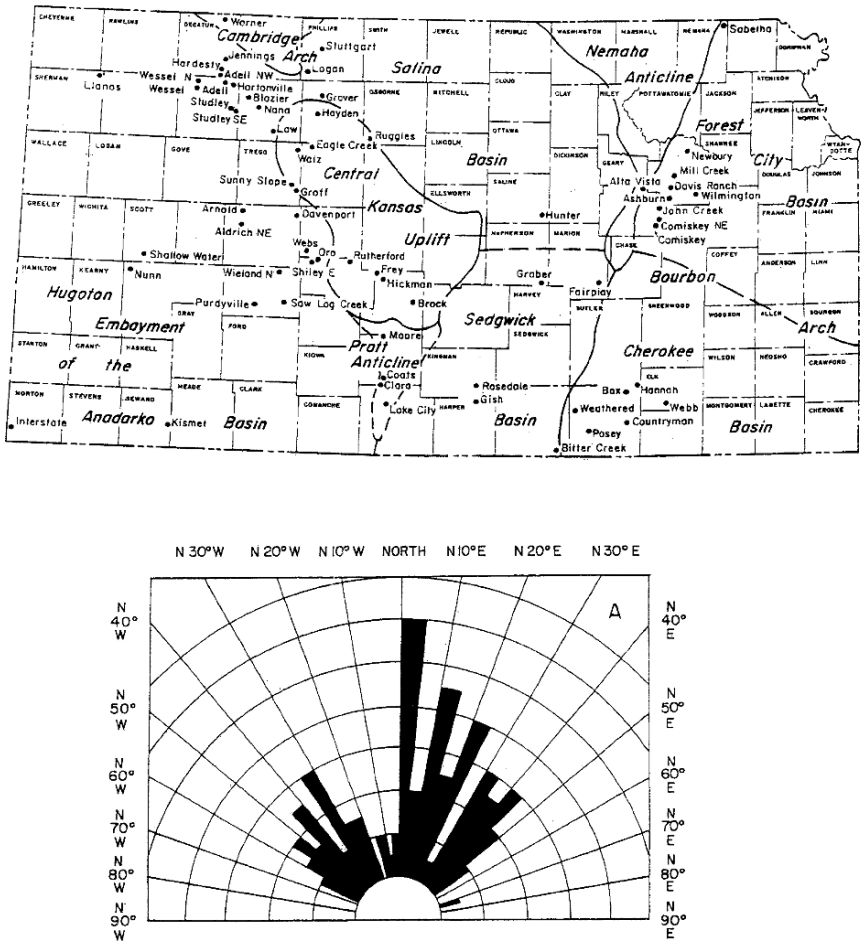 CHEYENNE
RAWLINS
DECATUR
Warner
PHILLIPS
SMITH
JEWELL
REPUBLIC
WASHINGTON
MARSHALL
NEMAHA
Sabetha
DONIPHAN
Cambridge
Arch
Stuttgart
Jennings
Logan
Salina
Nemaha
Anticline
Hardesty
Adell NW
SHERMAN
Llanos
Wessel N
Wessel
Adell
Hortonville
Blozier
Grover
OSBORNE
MITCHELL
CLOUD
CLAY
RILEY
POTTAWATOMIE
JACKSON
ATCHISON
Studley
Studley SE
Nana
Hayden
JEFFERSON
LEAVEN-
WORTH
Law
Ruggles
OTTAWA
Forest
WALLACE
LOGAN
GOVE
TREGO
Eagle Creek
Waiz
LINCOLN
Basin
DICKINSON
GEARY
SHAWNEE
Newbury
City
WYAN-
DOTTE
Central
Mill Creek
DOUGLAS
JOHNSON
Sunny Slope
Groff
ELLSWORTH
SALINE
Alta Vista
Davis Ranch
Ashburn
Wilmington
Basin
GREELEY
WICHITA
SCOTT
Arnold
Davenport
Kansas
Hunter
John Creek
FRANKLIN
MIAMI
Aldrich NE
Uplift
McPHERSON
MARION
Comiskey NE
Comiskey
CHASE
Shallow Water
Webs
Oro
Rutherford
COFFEY
ANDERSON
LINN
HAMILTON
KEARNY
Nunn
Wieland N
Shiley E
Frey
Hickman
Graber
HARVEY
Fairplay
Bourbon
Hugoton
Purdyville
Saw Log Creek
Brock
BUTLER
GREENWOOD
WOODSON
ALLEN
BOURBON
Embayment
GRAY
FORD
Sedgwick
SEDGWICK
Arch
STANTON
GRANT
HASKELL
KIOWA
Moore
Pratt
Anticline
KINGMAN
Cherokee
WILSON
NEOSHO
CRAWFORD
of the
Coats
Clara
Rosedale
ELK
MORTON
STEVENS
SEWARD
MEADE
CLARK
COMANCHE
Lake City
HARPER
Gish
Box
Hannah
Webb
MONTGOMERY
LABETTE
CHEROKEE
Interstate
Anadarko
Kismet
Basin
Basin
Weathered
Countryman
Basin
Posey
Bitter Creek
N 30°W N 20°W N 10°W NORTH N 10°E N 20°E N 30°E
A
N
40°
W
N
40°
E
N
50°
W
N
50°
E
N
60°
W
N
60°
E
N
70°
W
N
70°
E
N
80°
W
N
80°
E
N
90°
W
N
90°
E